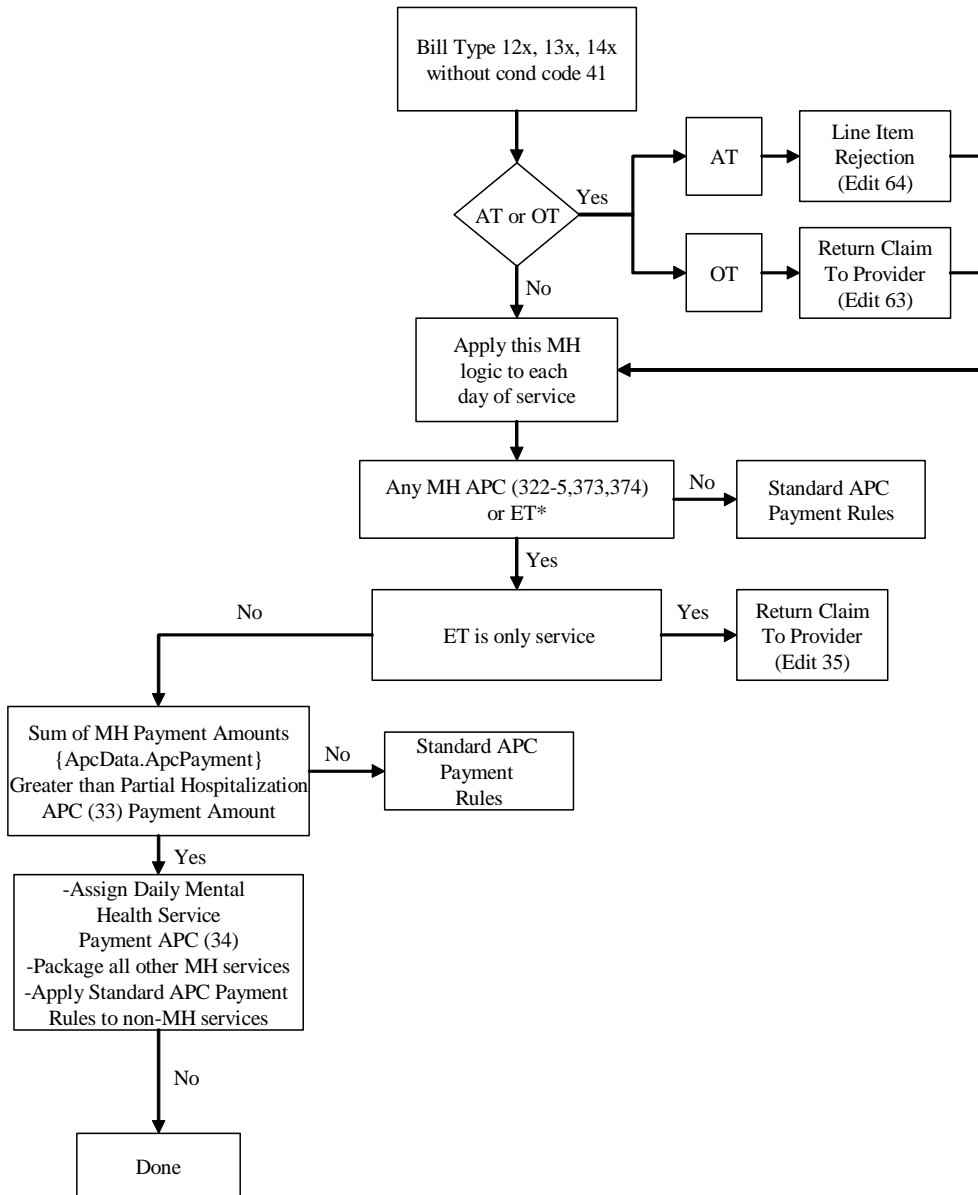 Bill Type 12x, 13x, 14x
without cond code 41
AT or OT
Yes
AT
Line Item
Rejection
(Edit 64)
OT
Return Claim
To Provider
(Edit 63)
No
Apply this MH
logic to each
day of service
Any MH APC (322-5,373,374)
or ET*
No
Standard APC
Payment Rules
Yes
ET is only service
Yes
Return Claim
To Provider
(Edit 35)
No
Sum of MH Payment Amounts
{ApcData.ApcPayment}
Greater than Partial Hospitalization
APC (33) Payment Amount
No
Standard APC
Payment
Rules
Yes
-Assign Daily Mental
Health Service
Payment APC (34)
-Package all other MH services
-Apply Standard APC Payment
Rules to non-MH services
No
Done